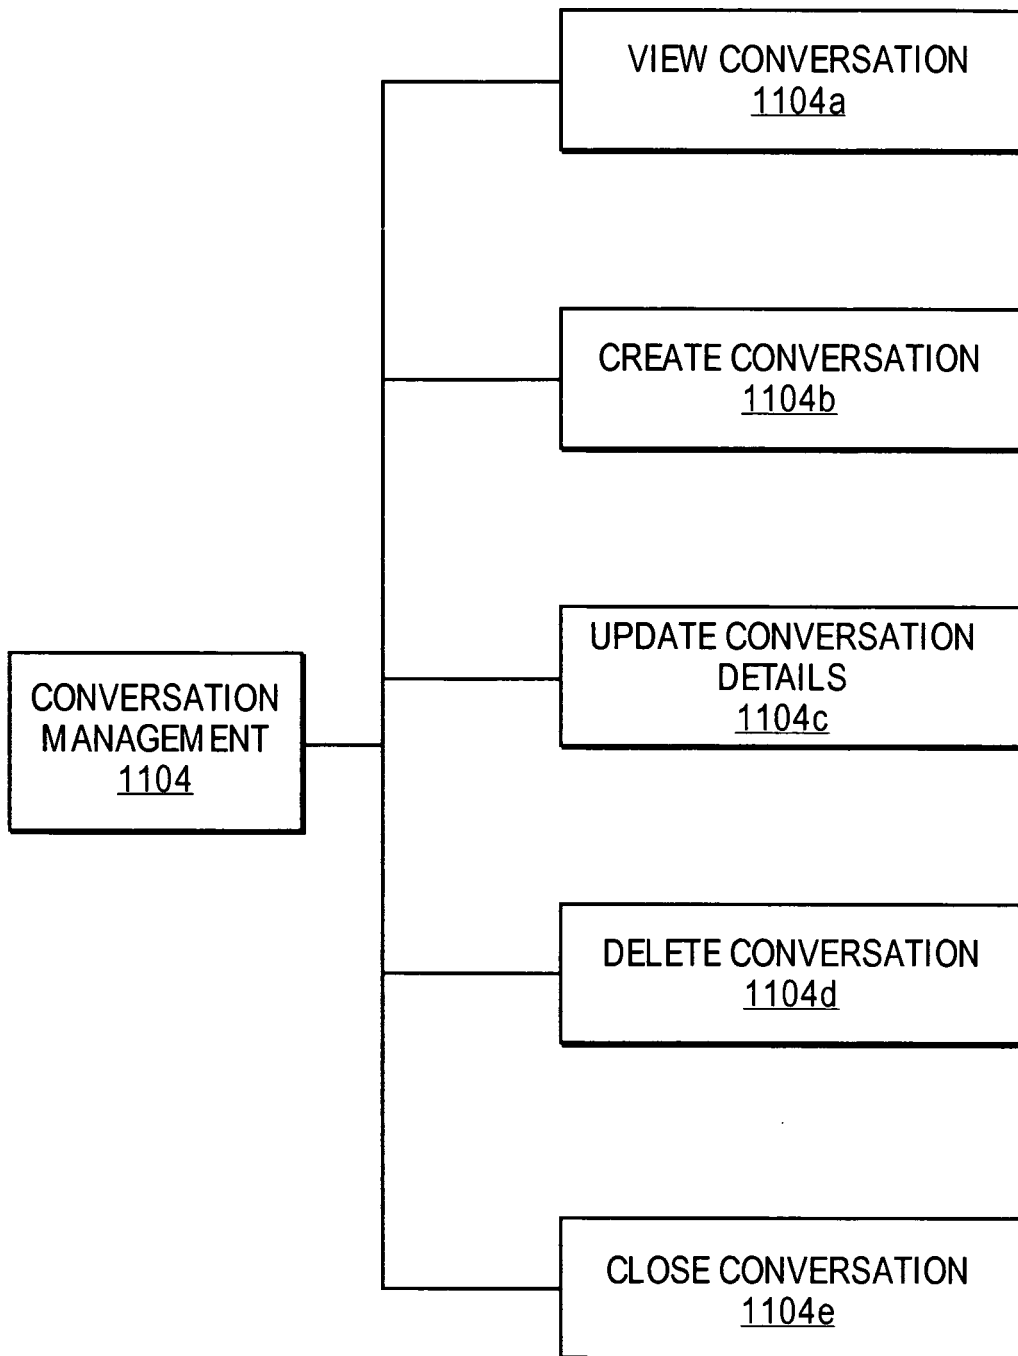 VIEW CONVERSATION
1104a
CREATE CONVERSATION
1104b
UPDATE CONVERSATION
DETAILS
1104c
CONVERSATION
MANAGEMENT
1104
DELETE CONVERSATION
1104d
CLOSE CONVERSATION
1104e